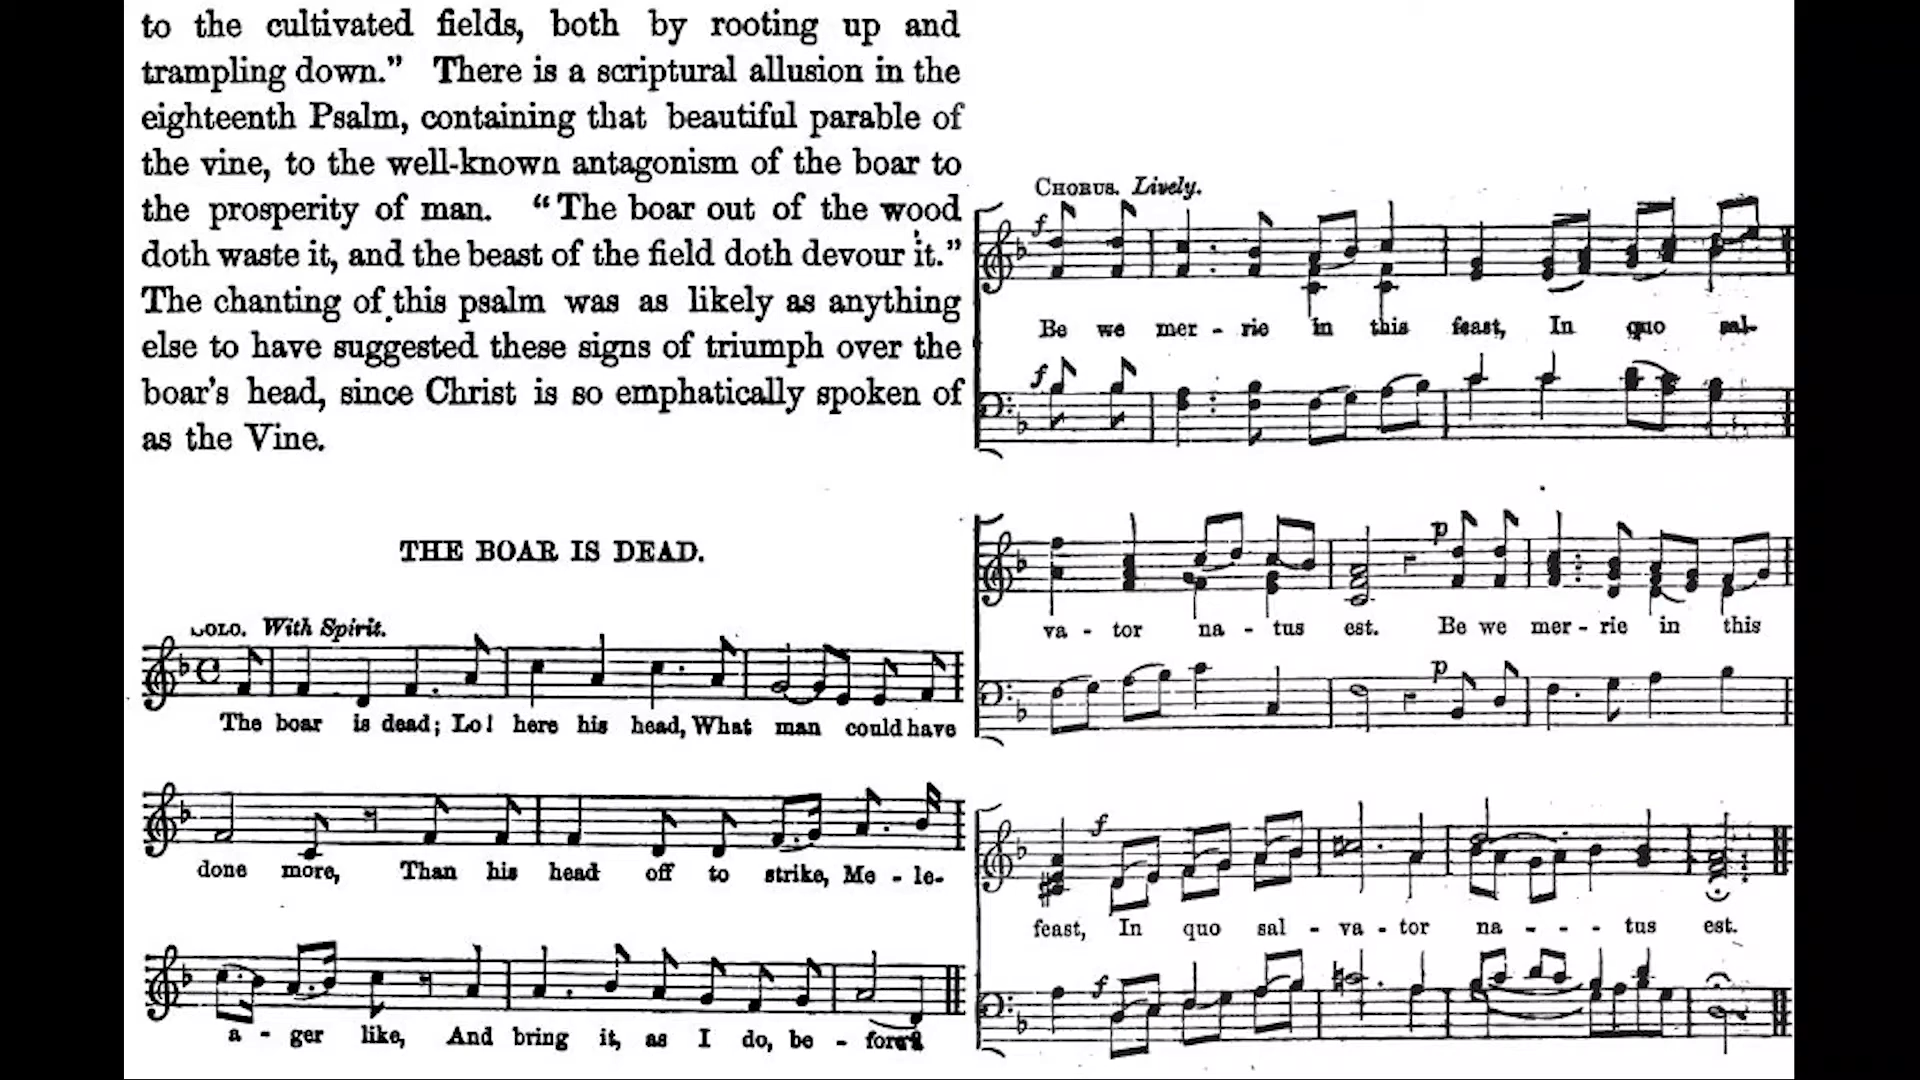 to the cultivated fields, both by rooting up and
trampling down.” There is a scriptural allusion in the
eighteenth Psalm, containing that beautiful parable of
the vine, to the well-known antagonism of the boar to
the prosperity of man. “The boar out of the wood
doth waste it, and the beast of the field doth devour it.”
The chanting of this psalm was as likely as anything
else to have suggested these signs of triumph over the
boar’s head, since Christ is so emphatically spoken of
as the Vine.
THE BOAR IS DEAD.
SOLO. With Spirit.
The boar is dead; Lo! here his head, What man could have
done more, Than his head off to strike, Me - le-
a - ger like, And bring it, as I do, be - fore?
CHORUS. Lively.
f
Be we mer - rie in this feast, In quo sal-
f
p
va - tor na - tus est. Be we mer - rie in this
p
f
feast, In quo sal - va - tor na - - - tus est.
f